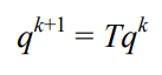 q^{k+1} = Tq^k